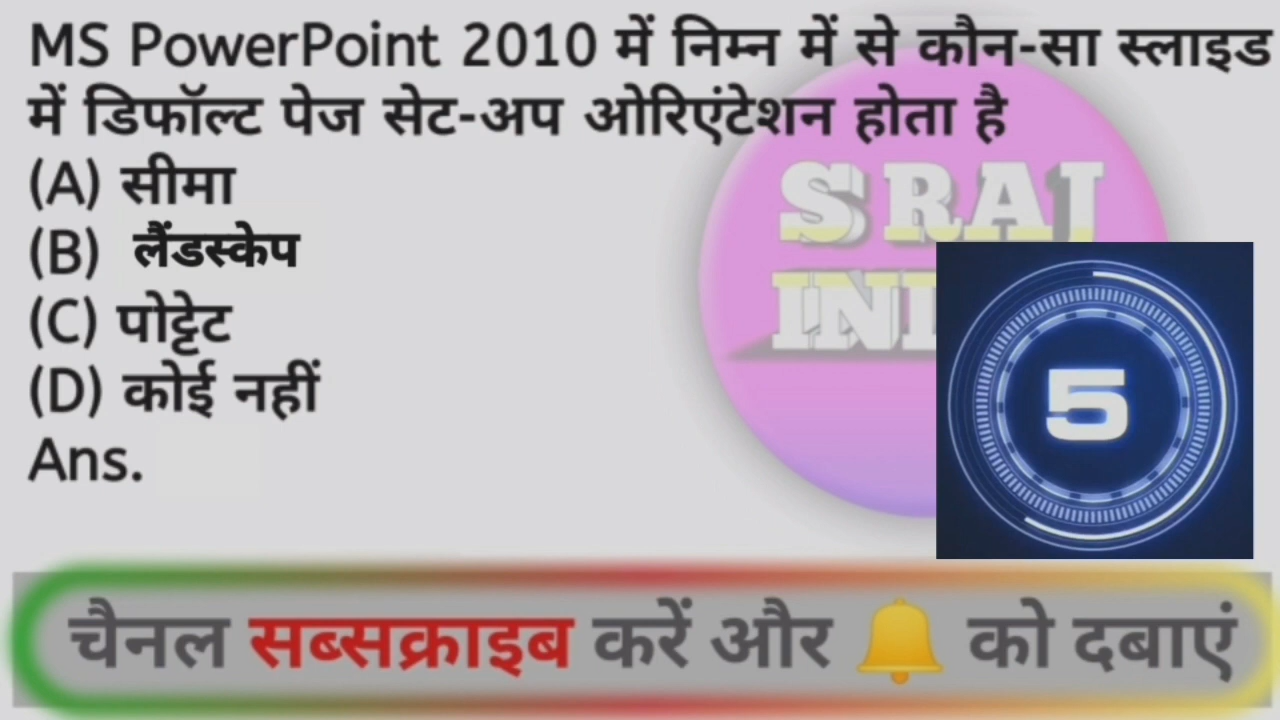 MS PowerPoint 2010 में निम्न में से कौन-सा स्लाइड
में डिफॉल्ट पेज सेट-अप ओरिएंटेशन होता है
(A) सीमा
(B) लैंडस्केप
(C) पोट्रेट
(D) कोई नहीं
Ans.
S RAJ
IN
5
चैनल सब्सक्राइब करें और 🔔 को दबाएं